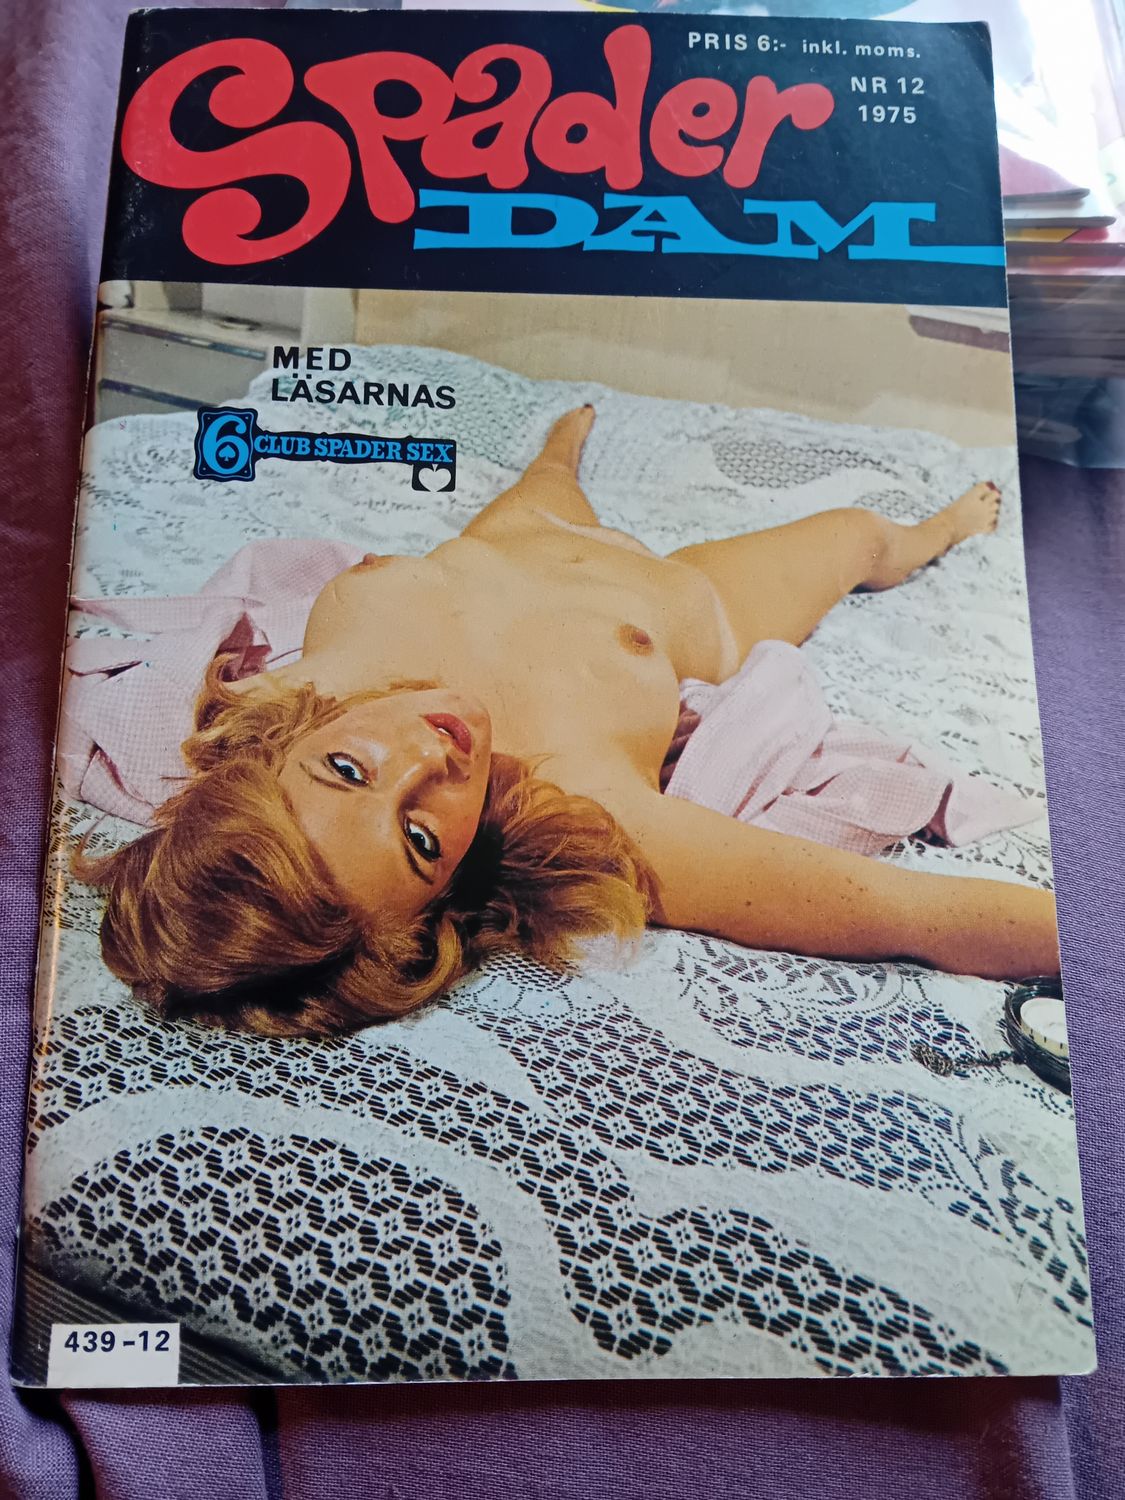 Spader
DAM
PRIS 6:- inkl. moms.
NR 12
1975
MED
LÄSARNAS
6 CLUB SPADER SEX
439-12